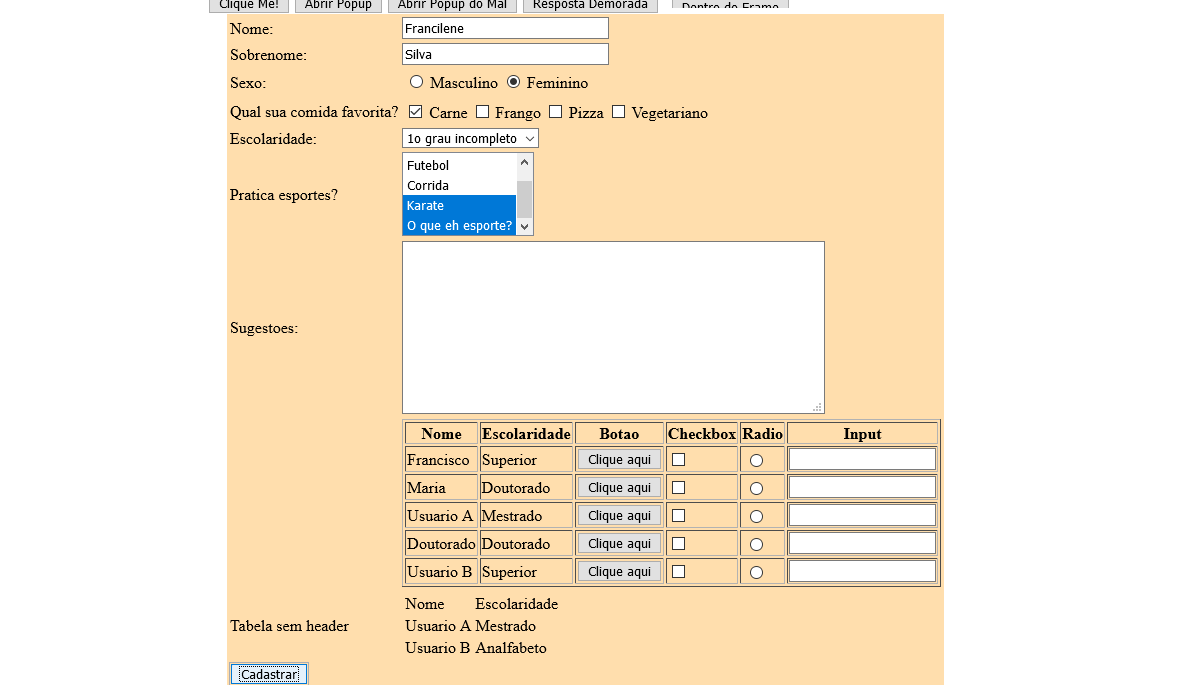 Clique Me! Abrir Popup Abrir Popup do Mal Resposta Demorada Dentro do Frame
Nome: Francilene
Sobrenome: Silva
Sexo: Masculino Feminino
Qual sua comida favorita? Carne Frango Pizza Vegetariano
Escolaridade: 1o grau incompleto
Pratica esportes?
Futebol
Corrida
Karate
O que eh esporte?
Sugestoes:
Nome Escolaridade Botao Checkbox Radio Input
Francisco Superior Clique aqui
Maria Doutorado Clique aqui
Usuario A Mestrado Clique aqui
Doutorado Doutorado Clique aqui
Usuario B Superior Clique aqui
Tabela sem header
Nome Escolaridade
Usuario A Mestrado
Usuario B Analfabeto
Cadastrar